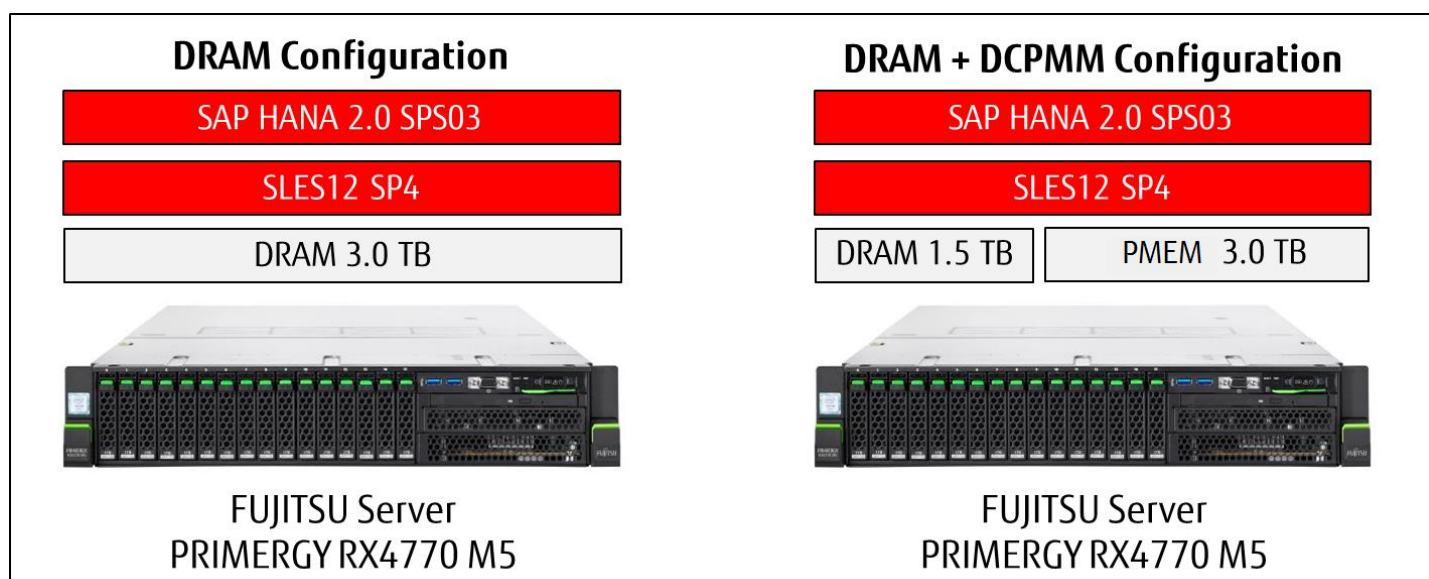 DRAM Configuration
SAP HANA 2.0 SPS03
SLES12 SP4
DRAM 3.0 TB
FUJITSU Server
PRIMERGY RX4770 M5
DRAM + DCPMM Configuration
SAP HANA 2.0 SPS03
SLES12 SP4
DRAM 1.5 TB
PMEM 3.0 TB
FUJITSU Server
PRIMERGY RX4770 M5